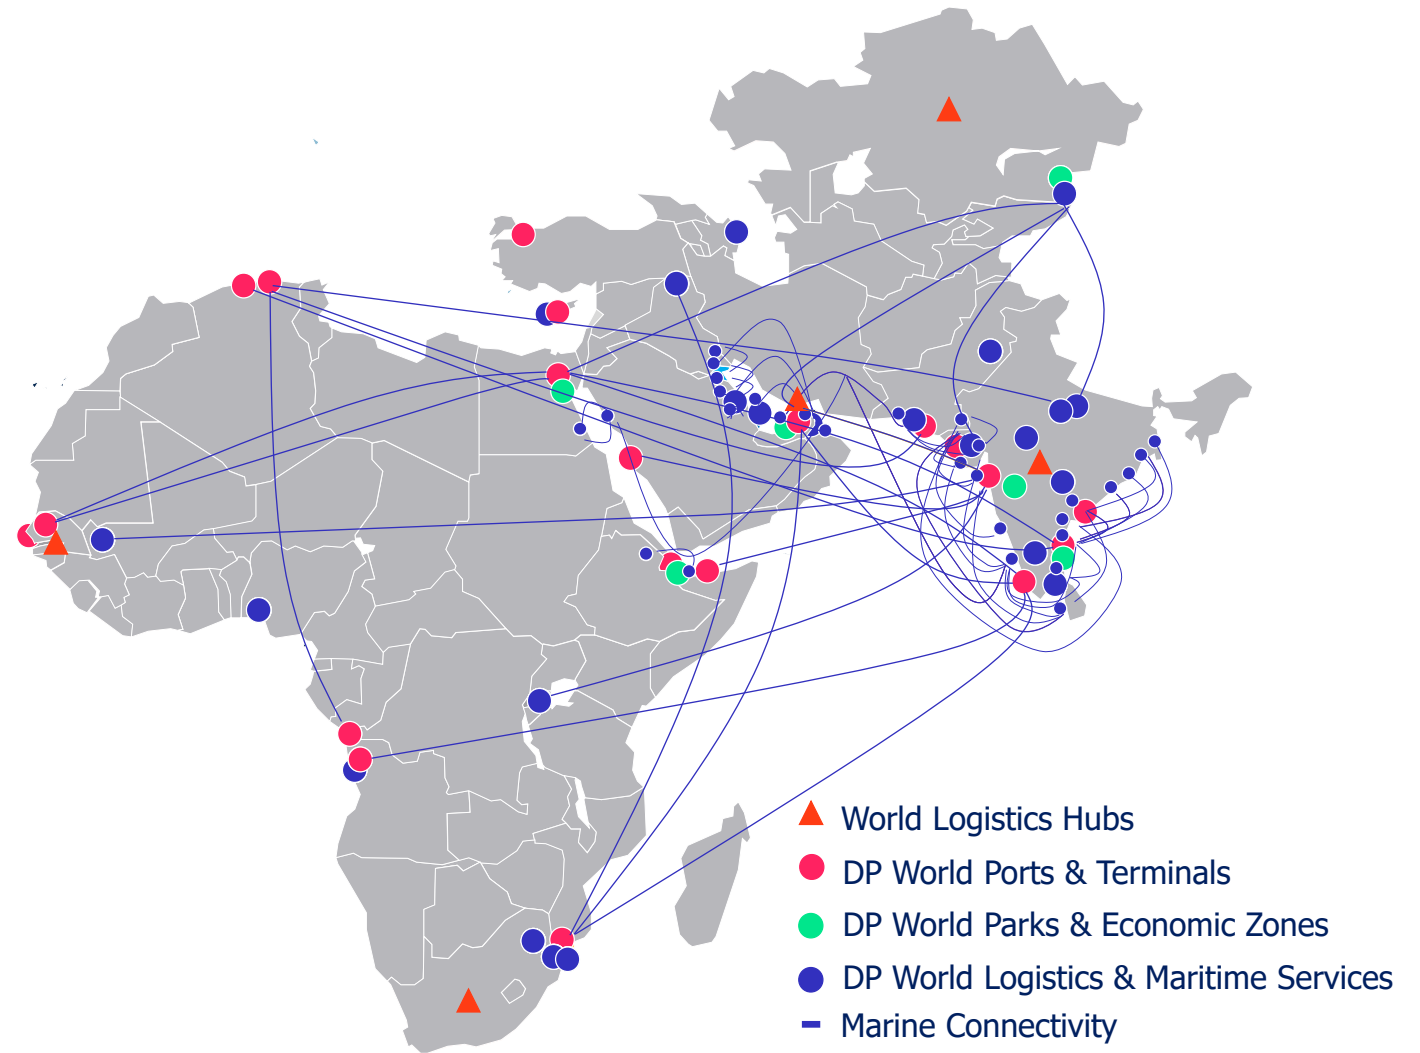 World Logistics Hubs
DP World Ports & Terminals
DP World Parks & Economic Zones
DP World Logistics & Maritime Services
Marine Connectivity